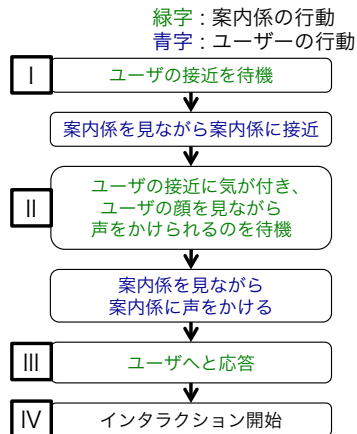 緑字：案内係の行動
青字：ユーザーの行動
I
ユーザの接近を待機
案内係を見ながら案内係に接近
II
ユーザの接近に気が付き、
ユーザの顔を見ながら
声をかけられるのを待機
案内係を見ながら
案内係に声をかける
III
ユーザへと応答
IV
インタラクション開始